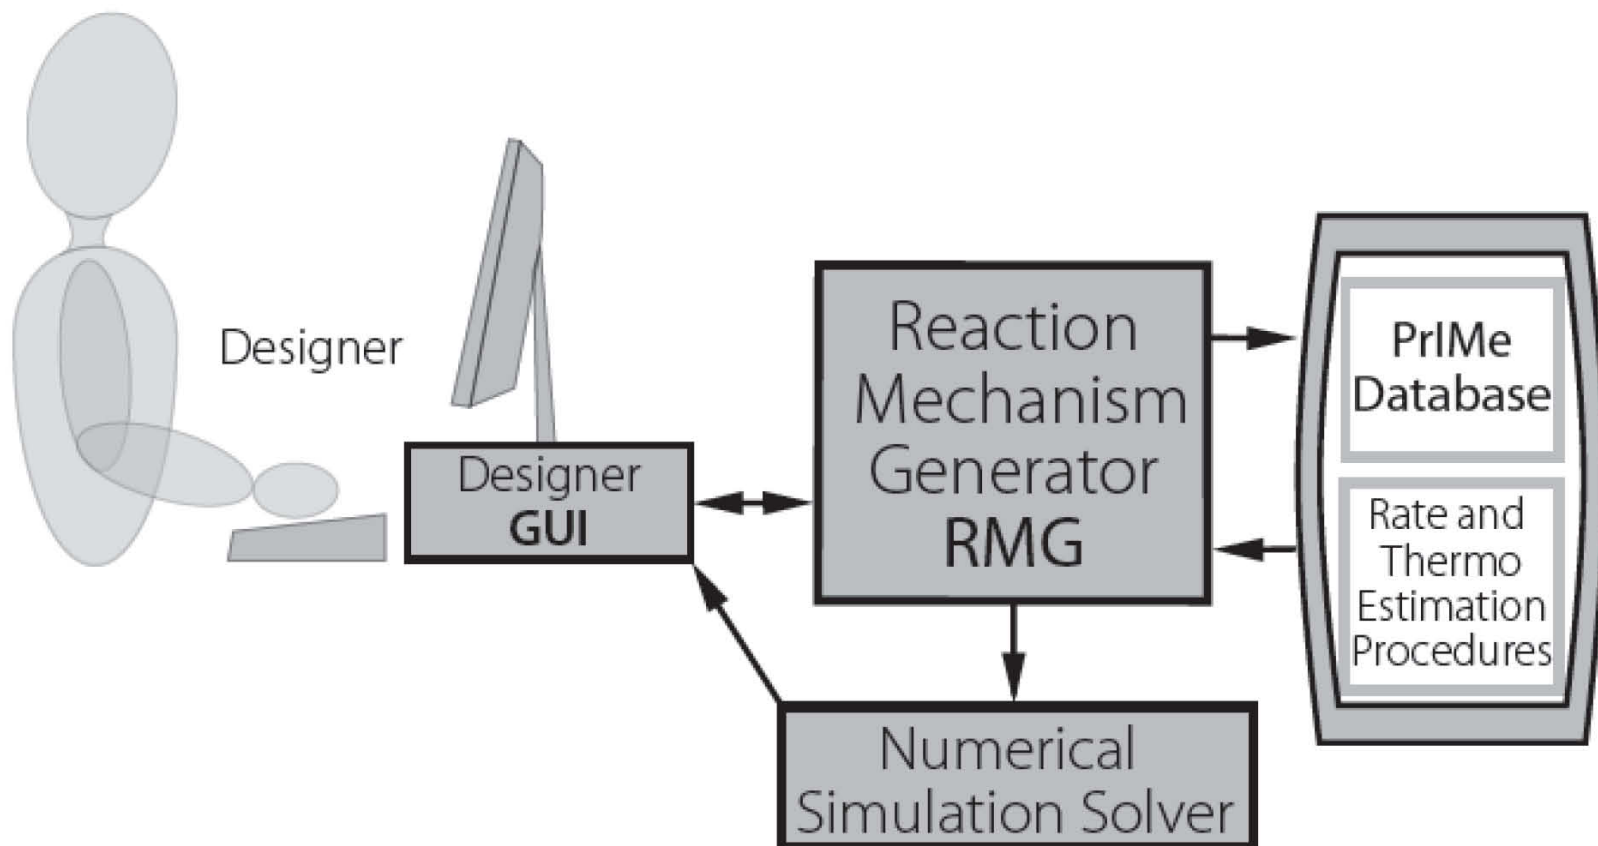 Designer
Designer
GUI
Reaction
Mechanism
Generator
RMG
PrIMe
Database
Rate and
Thermo
Estimation
Procedures
Numerical
Simulation Solver